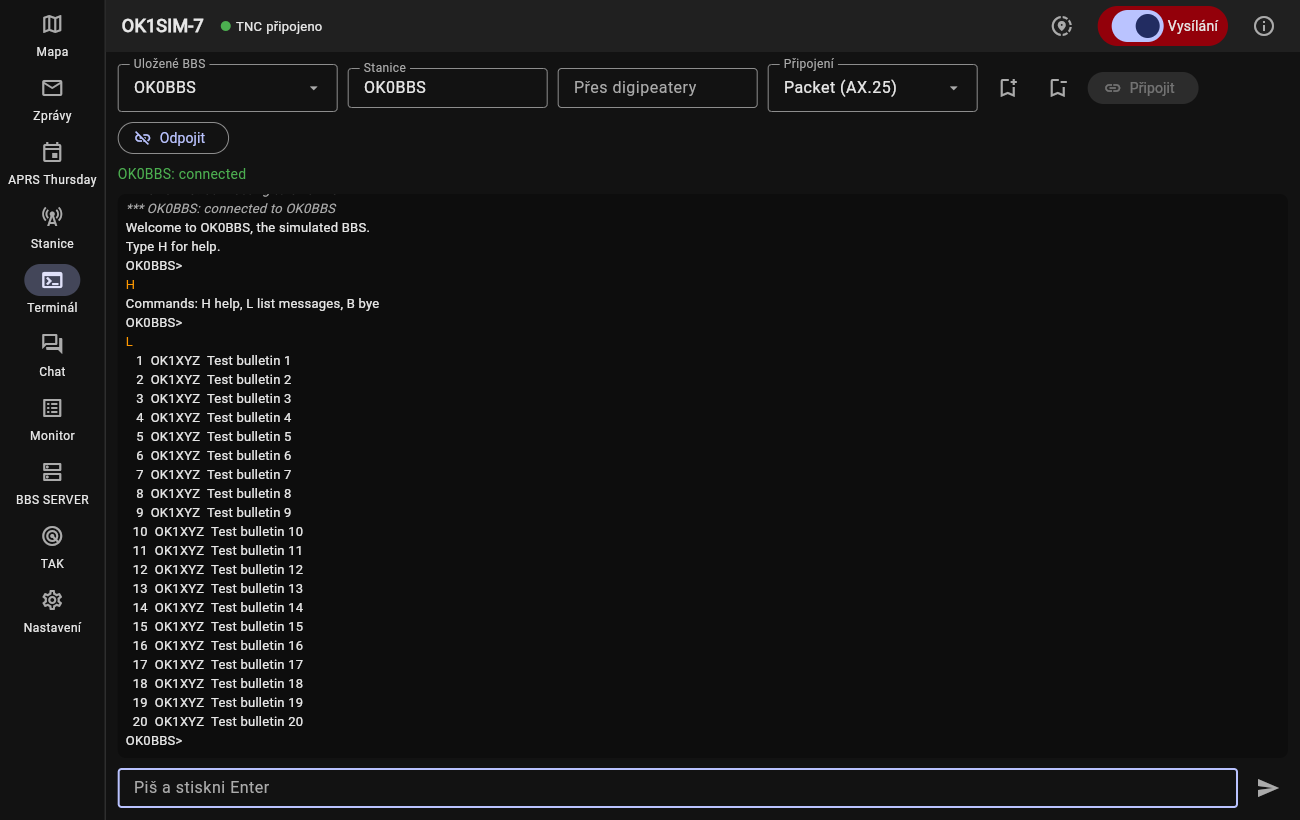 OK1SIM-7
TNC připojeno
Vysílání
Mapa
Zprávy
APRS Thursday
Stanice
Terminál
Chat
Monitor
BBS SERVER
TAK
Nastavení
Uložené BBS
OK0BBS
Stanice
OK0BBS
Přes digipeatery
Připojení
Packet (AX.25)
Připojit
Odpojit
OK0BBS: connected
*** OK0BBS: connected to OK0BBS
Welcome to OK0BBS, the simulated BBS.
Type H for help.
OK0BBS>
H
Commands: H help, L list messages, B bye
OK0BBS>
L
1 OK1XYZ Test bulletin 1
2 OK1XYZ Test bulletin 2
3 OK1XYZ Test bulletin 3
4 OK1XYZ Test bulletin 4
5 OK1XYZ Test bulletin 5
6 OK1XYZ Test bulletin 6
7 OK1XYZ Test bulletin 7
8 OK1XYZ Test bulletin 8
9 OK1XYZ Test bulletin 9
10 OK1XYZ Test bulletin 10
11 OK1XYZ Test bulletin 11
12 OK1XYZ Test bulletin 12
13 OK1XYZ Test bulletin 13
14 OK1XYZ Test bulletin 14
15 OK1XYZ Test bulletin 15
16 OK1XYZ Test bulletin 16
17 OK1XYZ Test bulletin 17
18 OK1XYZ Test bulletin 18
19 OK1XYZ Test bulletin 19
20 OK1XYZ Test bulletin 20
OK0BBS>
Piš a stiskni Enter